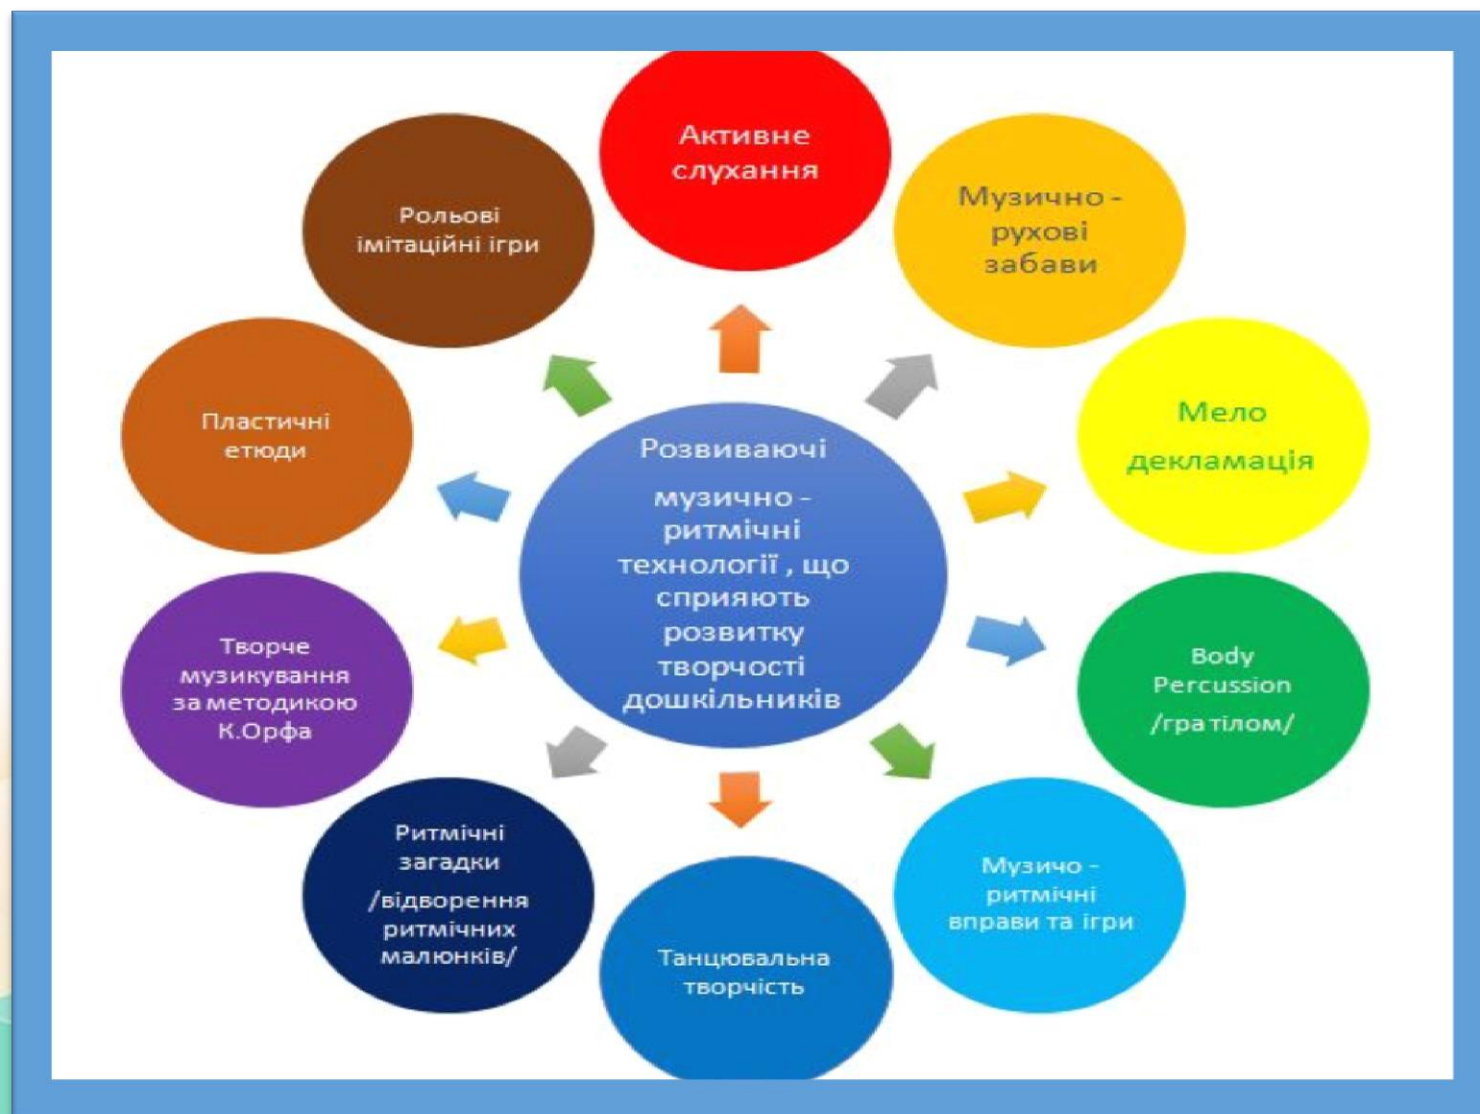 Активне
слухання
Музично -
рухові
забави
Мело
декламація
Body
Percussion
/гра тілом/
Музичо -
ритмічні
вправи та ігри
Танцювальна
творчість
Ритмічні
загадки
/відворення
ритмічних
малюнків/
Творче
музикування
за методикою
К.Орфа
Пластичні
етюди
Рольові
імітаційні ігри
Розвиваючі
музично -
ритмічні
технології , що
сприяють
розвитку
творчості
дошкільників